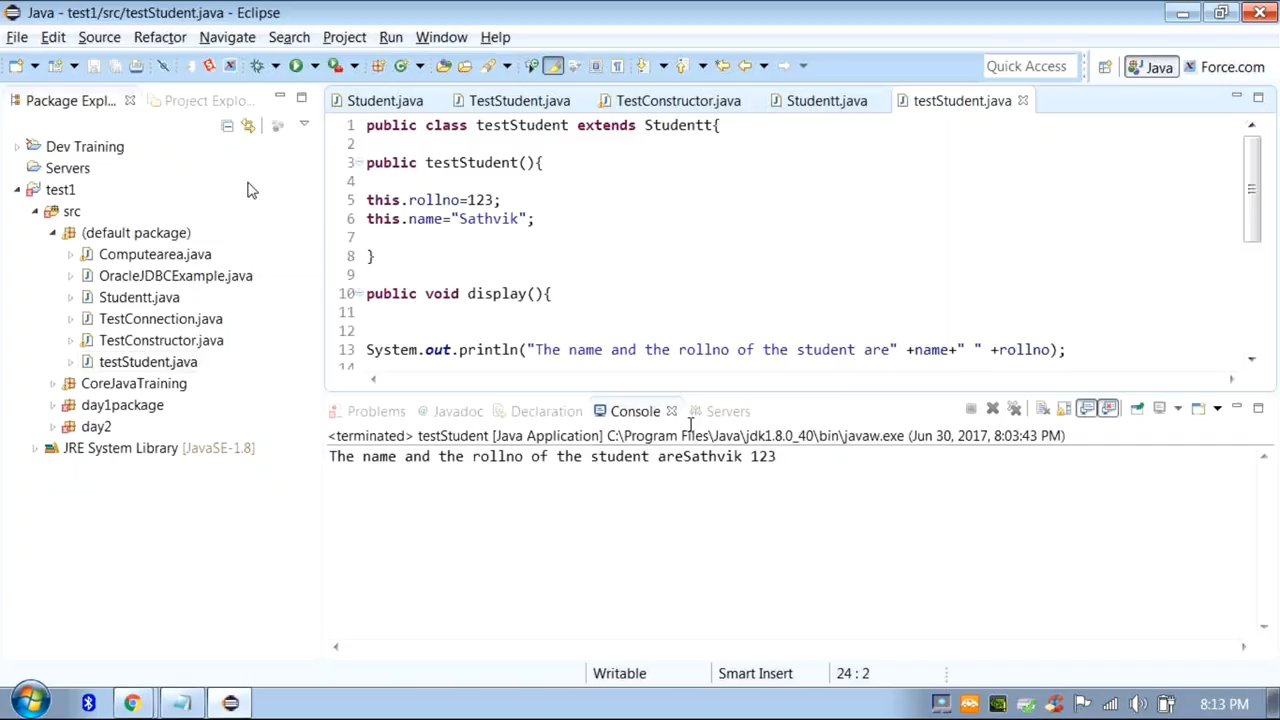 Java - test1/src/testStudent.java - Eclipse
File Edit Source Refactor Navigate Search Project Run Window Help
Quick Access Java Force.com
Package Expl... Project Explo...
Dev Training
Servers
test1
src
(default package)
Computearea.java
OracleJDBCExample.java
Studentt.java
TestConnection.java
TestConstructor.java
testStudent.java
CoreJavaTraining
day1package
day2
JRE System Library [JavaSE-1.8]
Student.java TestStudent.java TestConstructor.java Studentt.java testStudent.java
1 public class testStudent extends Studentt{
2
3 public testStudent(){
4
5 this.rollno=123;
6 this.name="Sathvik";
7
8 }
9
10 public void display(){
11
12
13 System.out.println("The name and the rollno of the student are" +name+" " +rollno);
14
Problems Javadoc Declaration Console Servers
<terminated> testStudent [Java Application] C:\Program Files\Java\jdk1.8.0_40\bin\javaw.exe (Jun 30, 2017, 8:03:43 PM)
The name and the rollno of the student areSathvik 123
Writable Smart Insert 24 : 2
8:13 PM